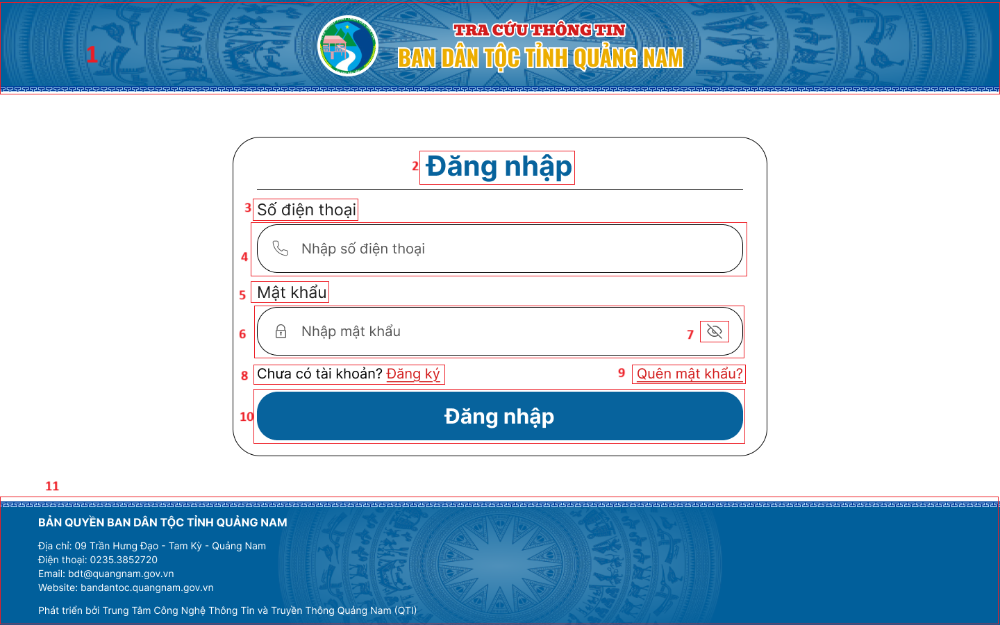 1
TRA CỨU THÔNG TIN
BAN DÂN TỘC TỈNH QUẢNG NAM
2 Đăng nhập
3 Số điện thoại
4 Nhập số điện thoại
5 Mật khẩu
6 Nhập mật khẩu 7
8 Chưa có tài khoản? Đăng ký 9 Quên mật khẩu?
10 Đăng nhập
11
BẢN QUYỀN BAN DÂN TỘC TỈNH QUẢNG NAM
Địa chỉ: 09 Trần Hưng Đạo - Tam Kỳ - Quảng Nam
Điện thoại: 0235.3852720
Email: bdt@quangnam.gov.vn
Website: bandantoc.quangnam.gov.vn
Phát triển bởi Trung Tâm Công Nghệ Thông Tin và Truyền Thông Quảng Nam (QTI)